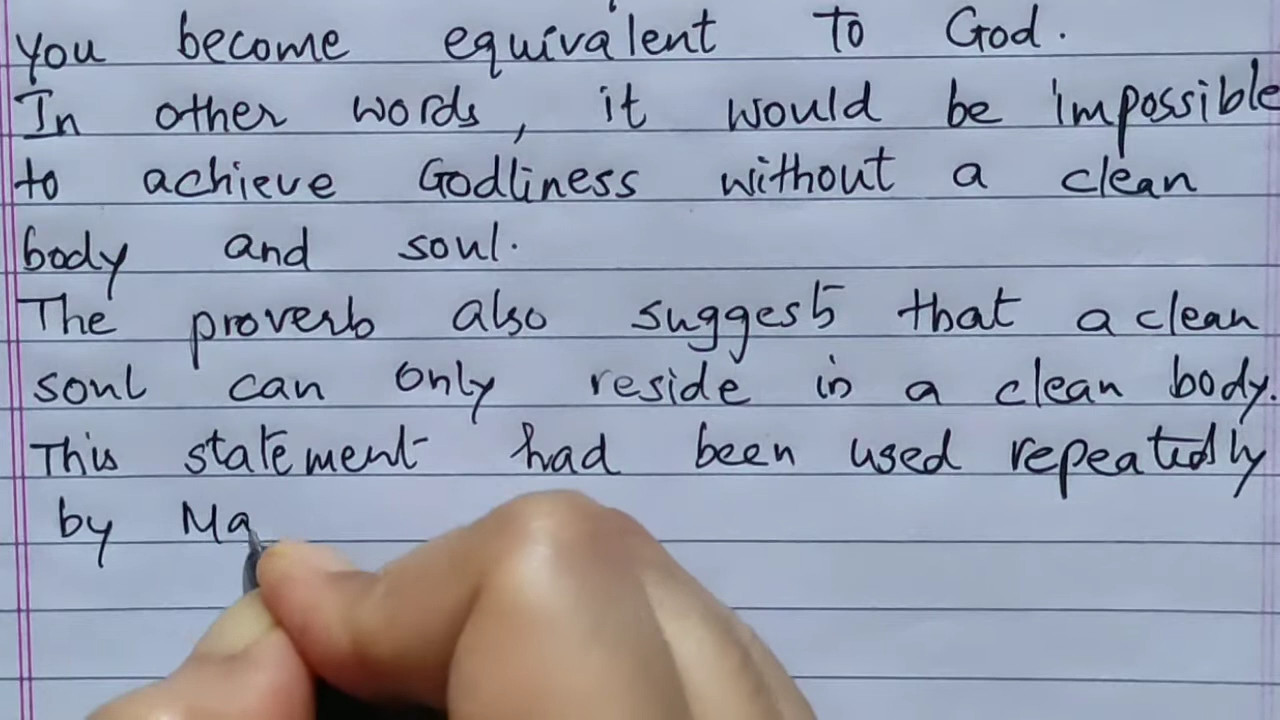 you become equivalent to God.
In other words, it would be impossible
to achieve Godliness without a clean
body and soul.
The proverb also suggests that a clean
soul can only reside in a clean body.
This statement had been used repeatedly
by Ma